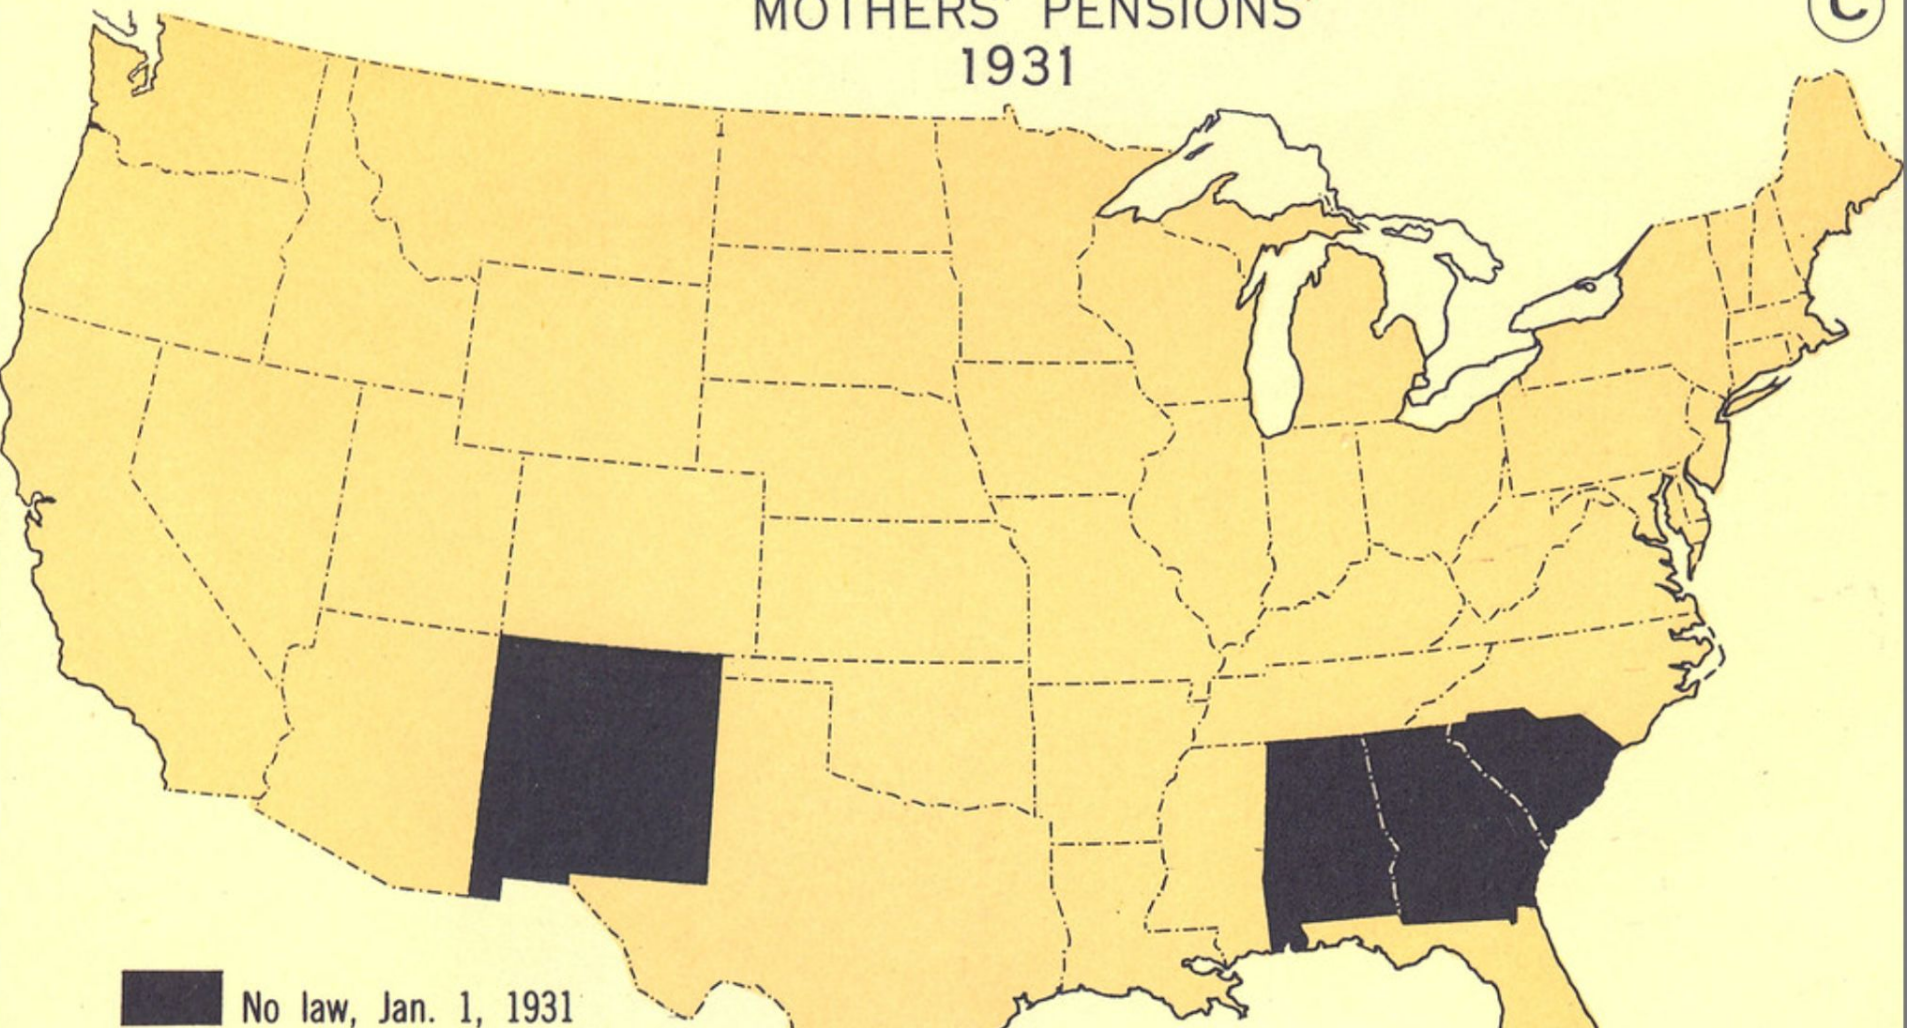 MOTHERS' PENSIONS
1931
C
No law, Jan. 1, 1931